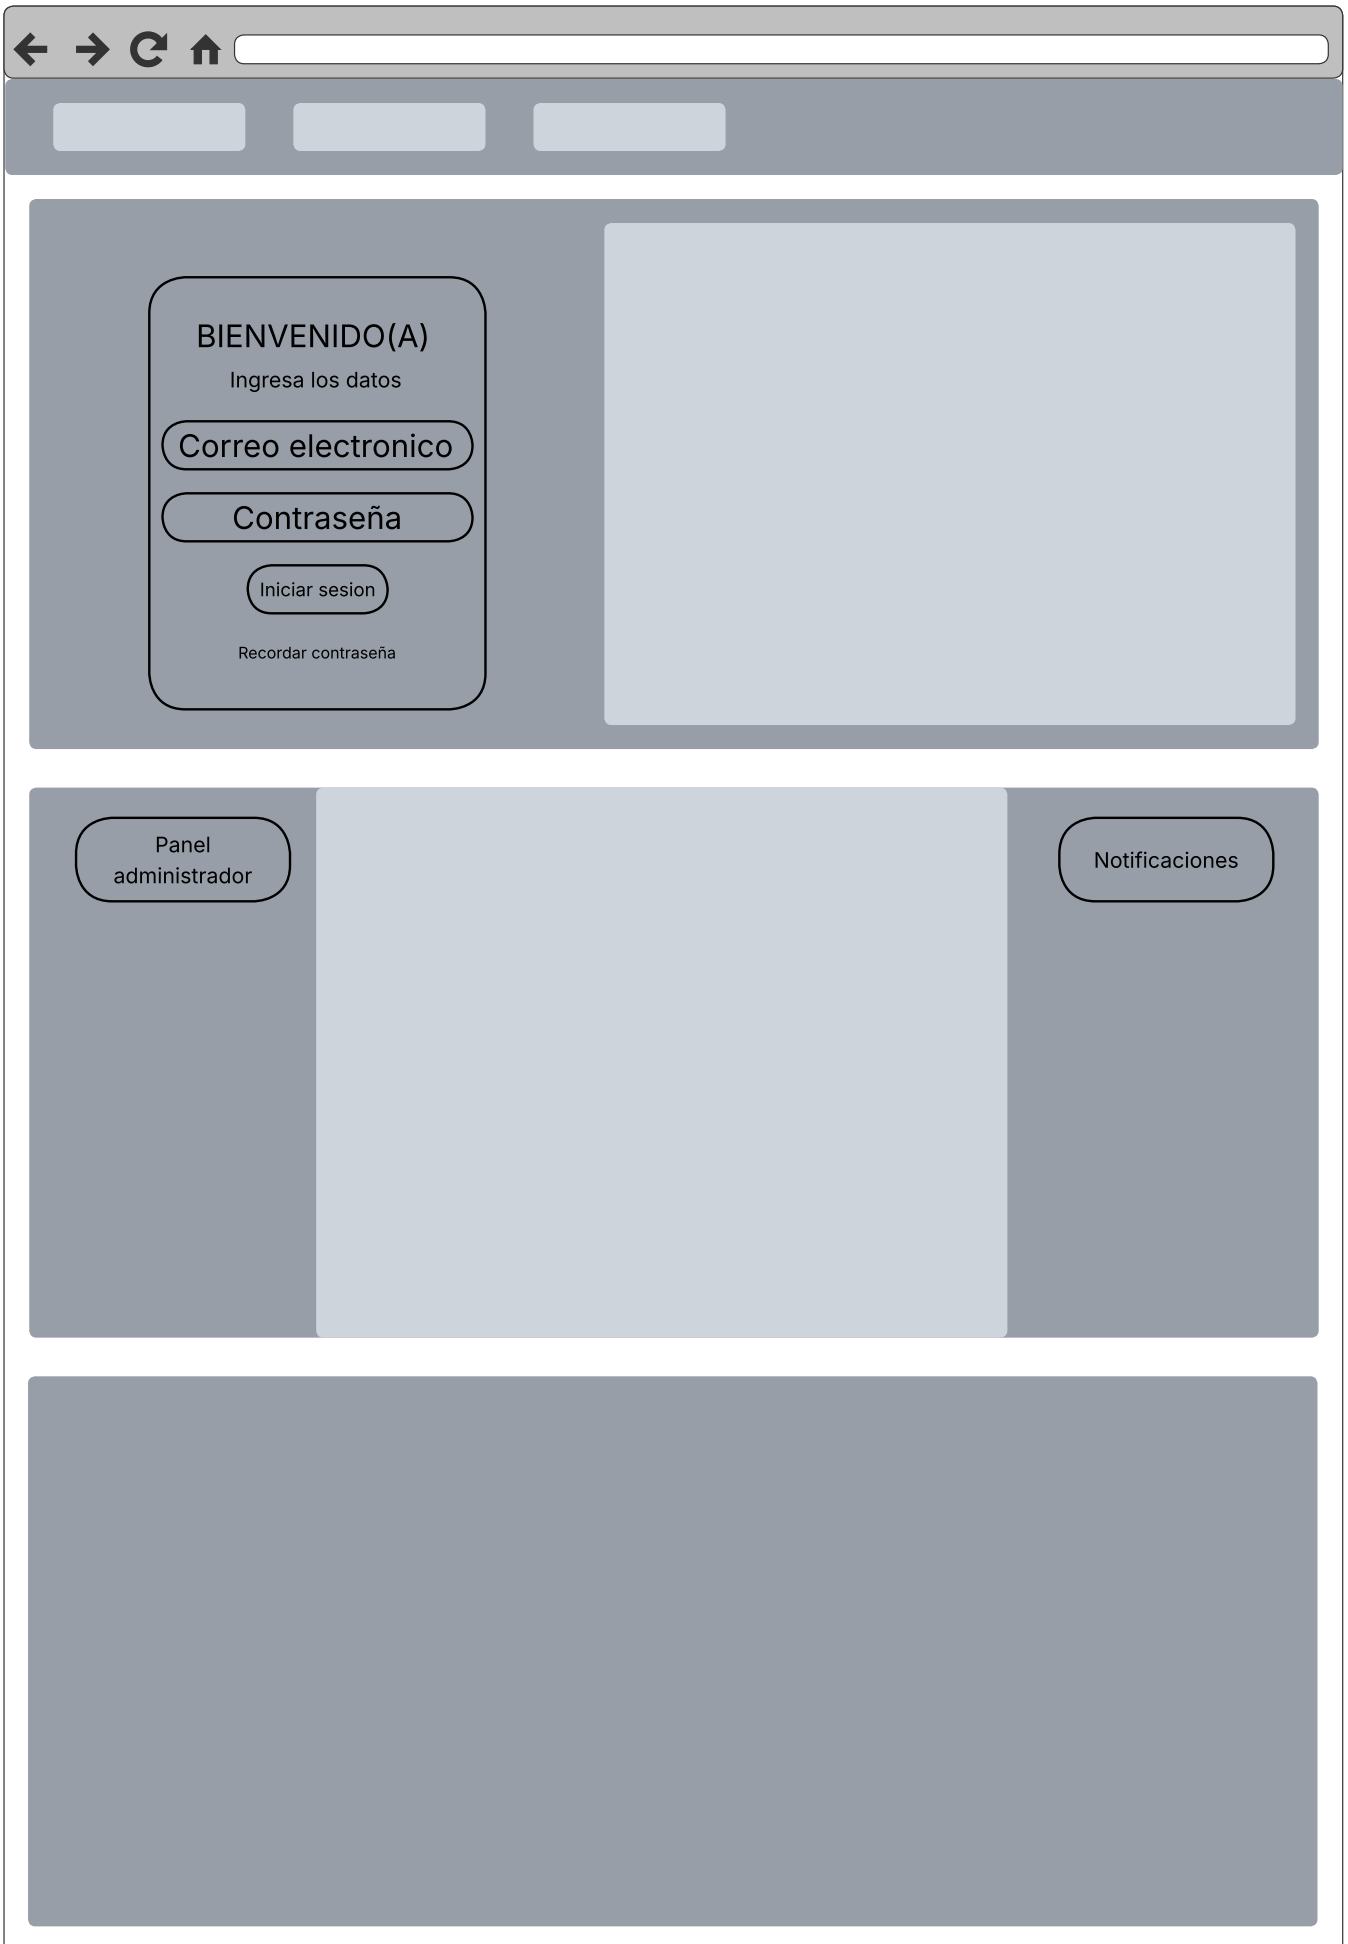 BIENVENIDO(A)
Ingresa los datos
Correo electronico
Contraseña
Iniciar sesion
Recordar contraseña
Panel
administrador
Notificaciones